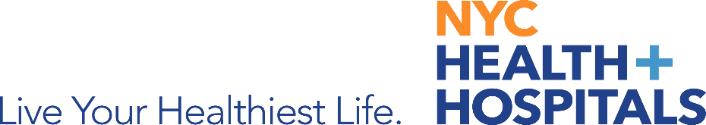 Live Your Healthiest Life.
NYC
HEALTH+
HOSPITALS